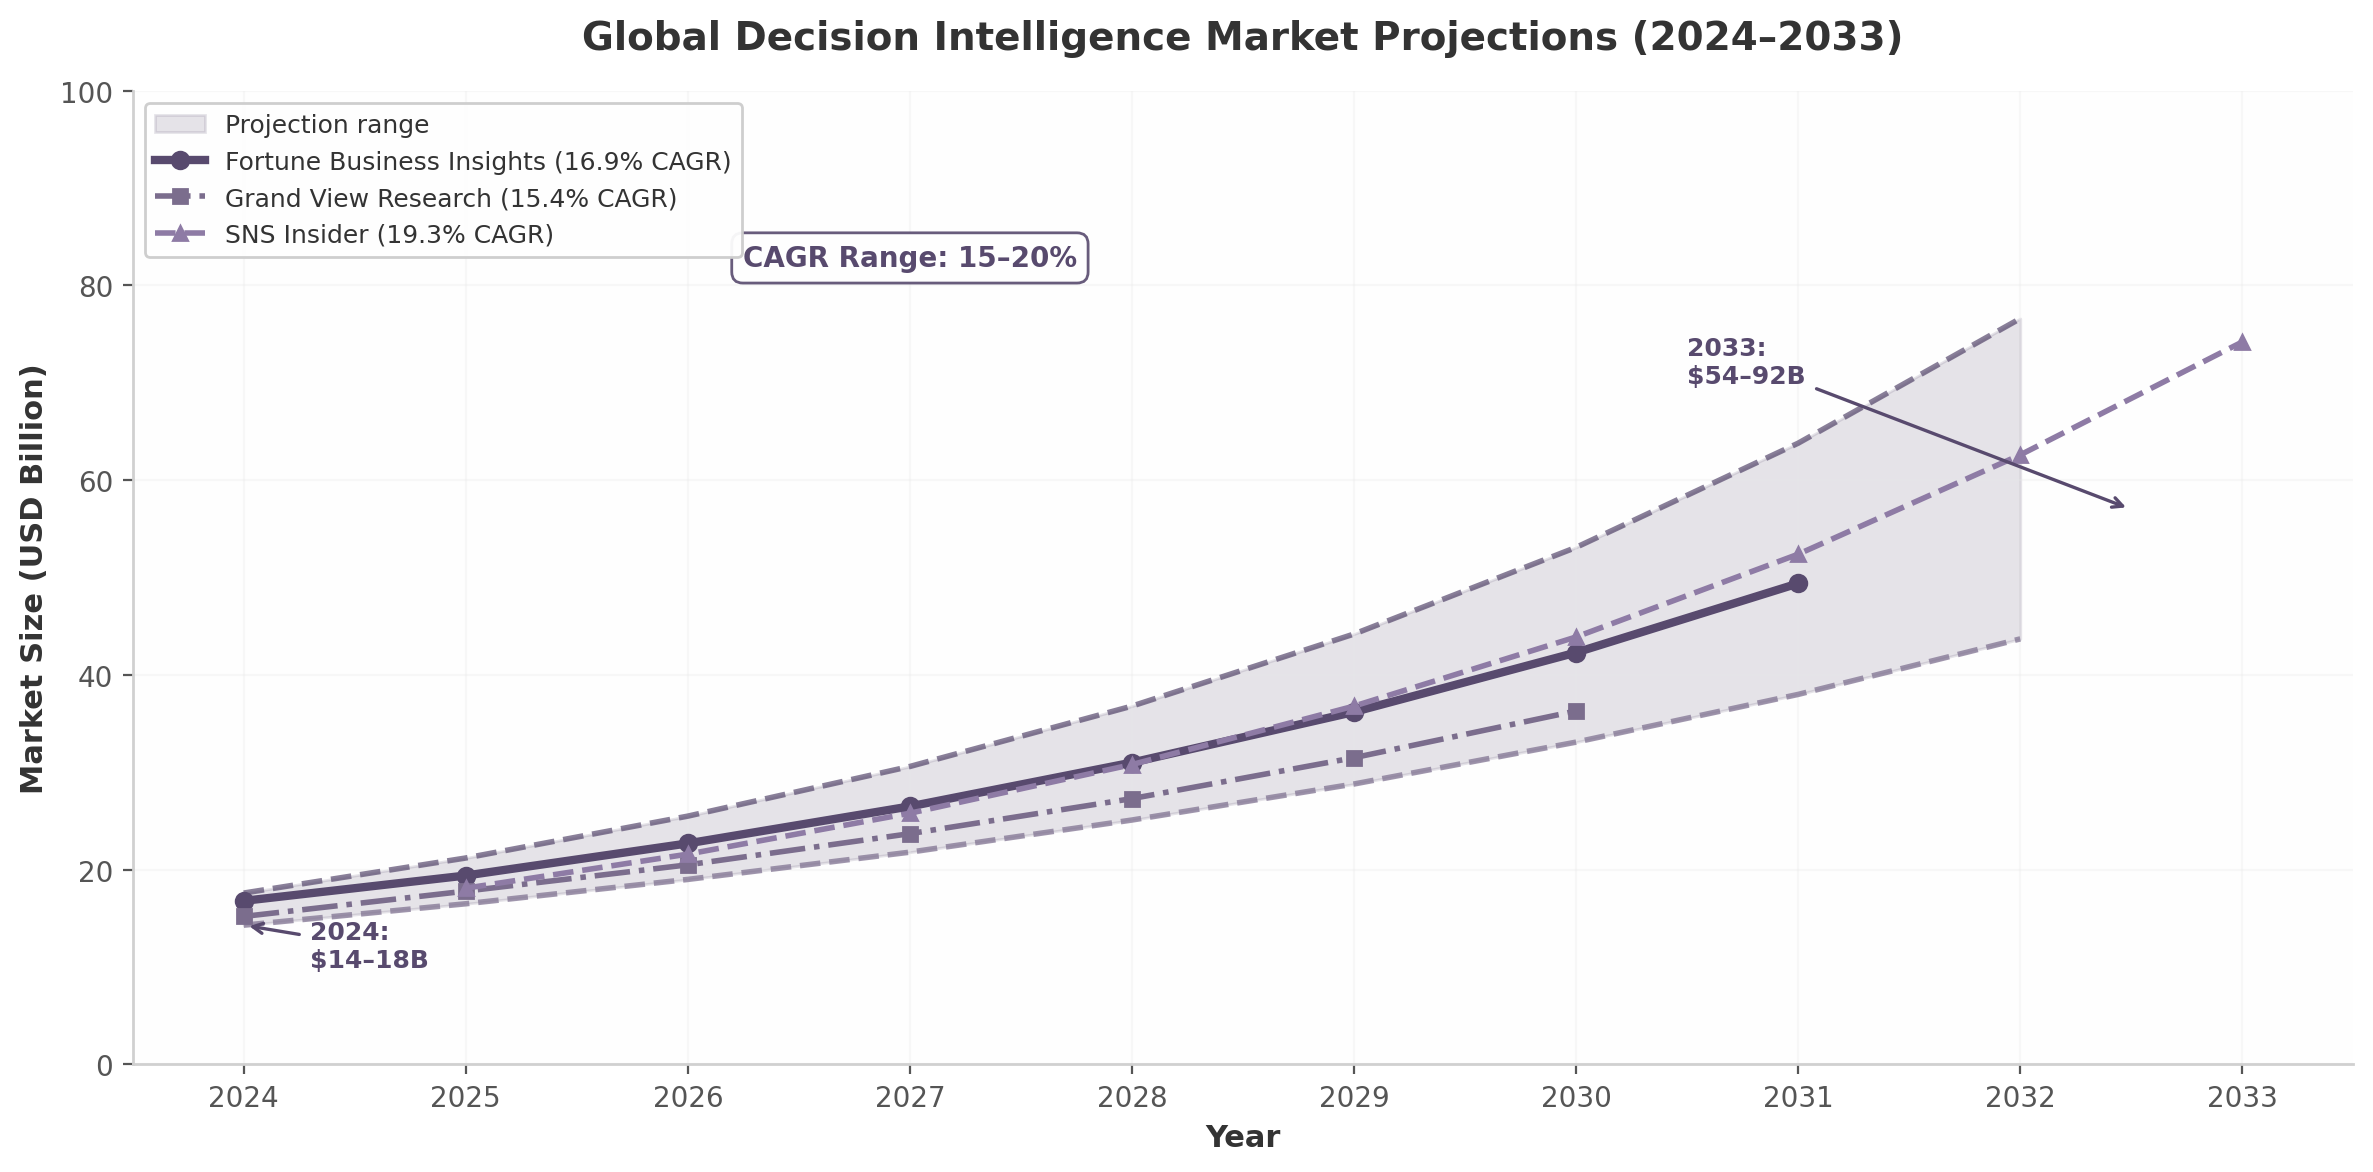 Global Decision Intelligence Market Projections (2024–2033)
Market Size (USD Billion)
100
80
60
40
20
0
Projection range
Fortune Business Insights (16.9% CAGR)
Grand View Research (15.4% CAGR)
SNS Insider (19.3% CAGR)
CAGR Range: 15–20%
2033:
$54–92B
2024:
$14–18B
2024 2025 2026 2027 2028 2029 2030 2031 2032 2033
Year